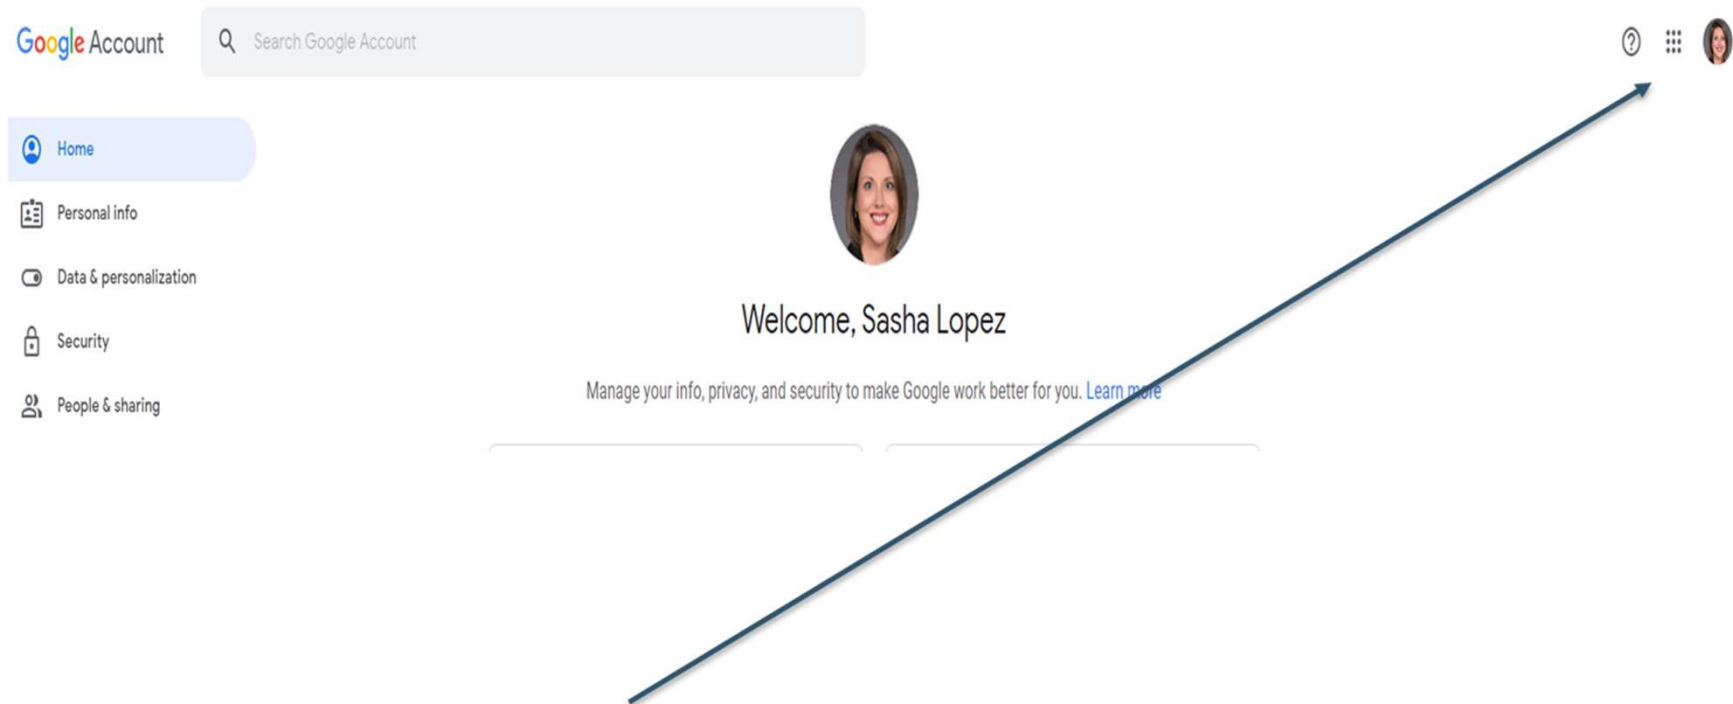 Google Account
Search Google Account
Home
Personal info
Data & personalization
Security
People & sharing
Welcome, Sasha Lopez
Manage your info, privacy, and security to make Google work better for you. Learn more